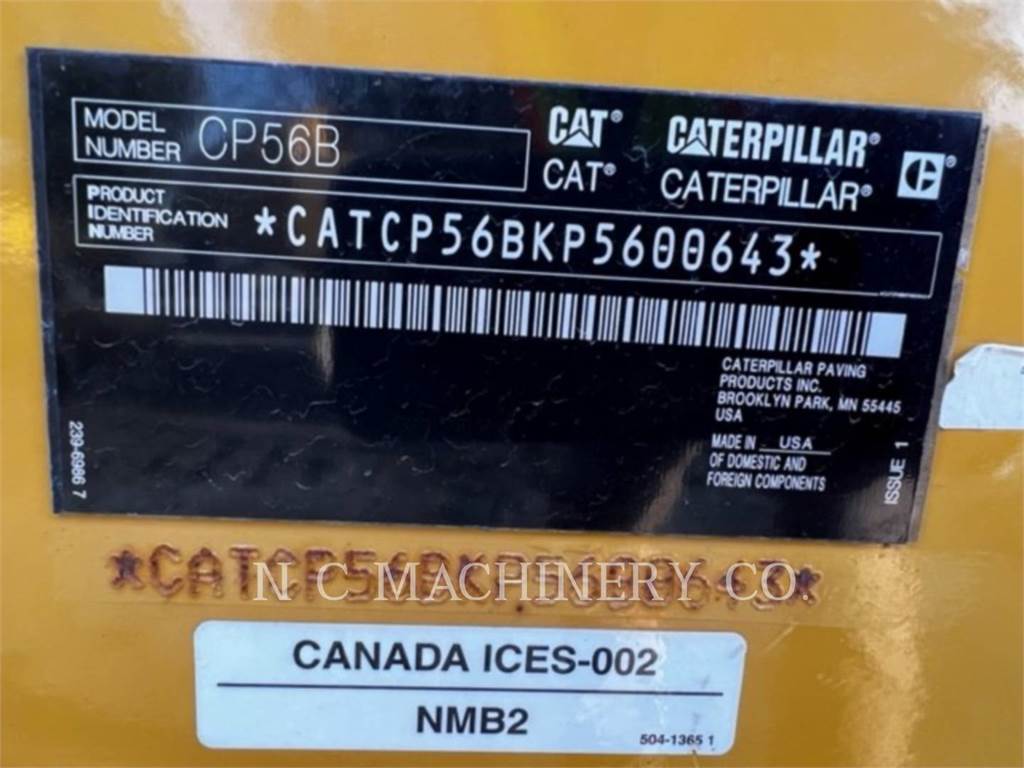 MODEL
NUMBER CP56B
CAT® CATERPILLAR®
CAT® CATERPILLAR®
PRODUCT
IDENTIFICATION
NUMBER
*CATCP56BKP5600643*
CATERPILLAR PAVING
PRODUCTS INC.
BROOKLYN PARK, MN 55445
USA
MADE IN USA
OF DOMESTIC AND
FOREIGN COMPONENTS
239-6986 7
ISSUE 1
*CATCP56BKP5600643*
N C MACHINERY CO.
CANADA ICES-002
NMB2
504-1365 1